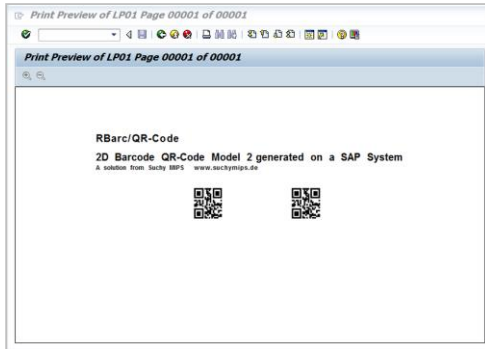 Print Preview of LP01 Page 00001 of 00001
Print Preview of LP01 Page 00001 of 00001
RBarc/QR-Code
2D Barcode QR-Code Model 2 generated on a SAP System
A solution from Suchy MIPS www.suchymips.de